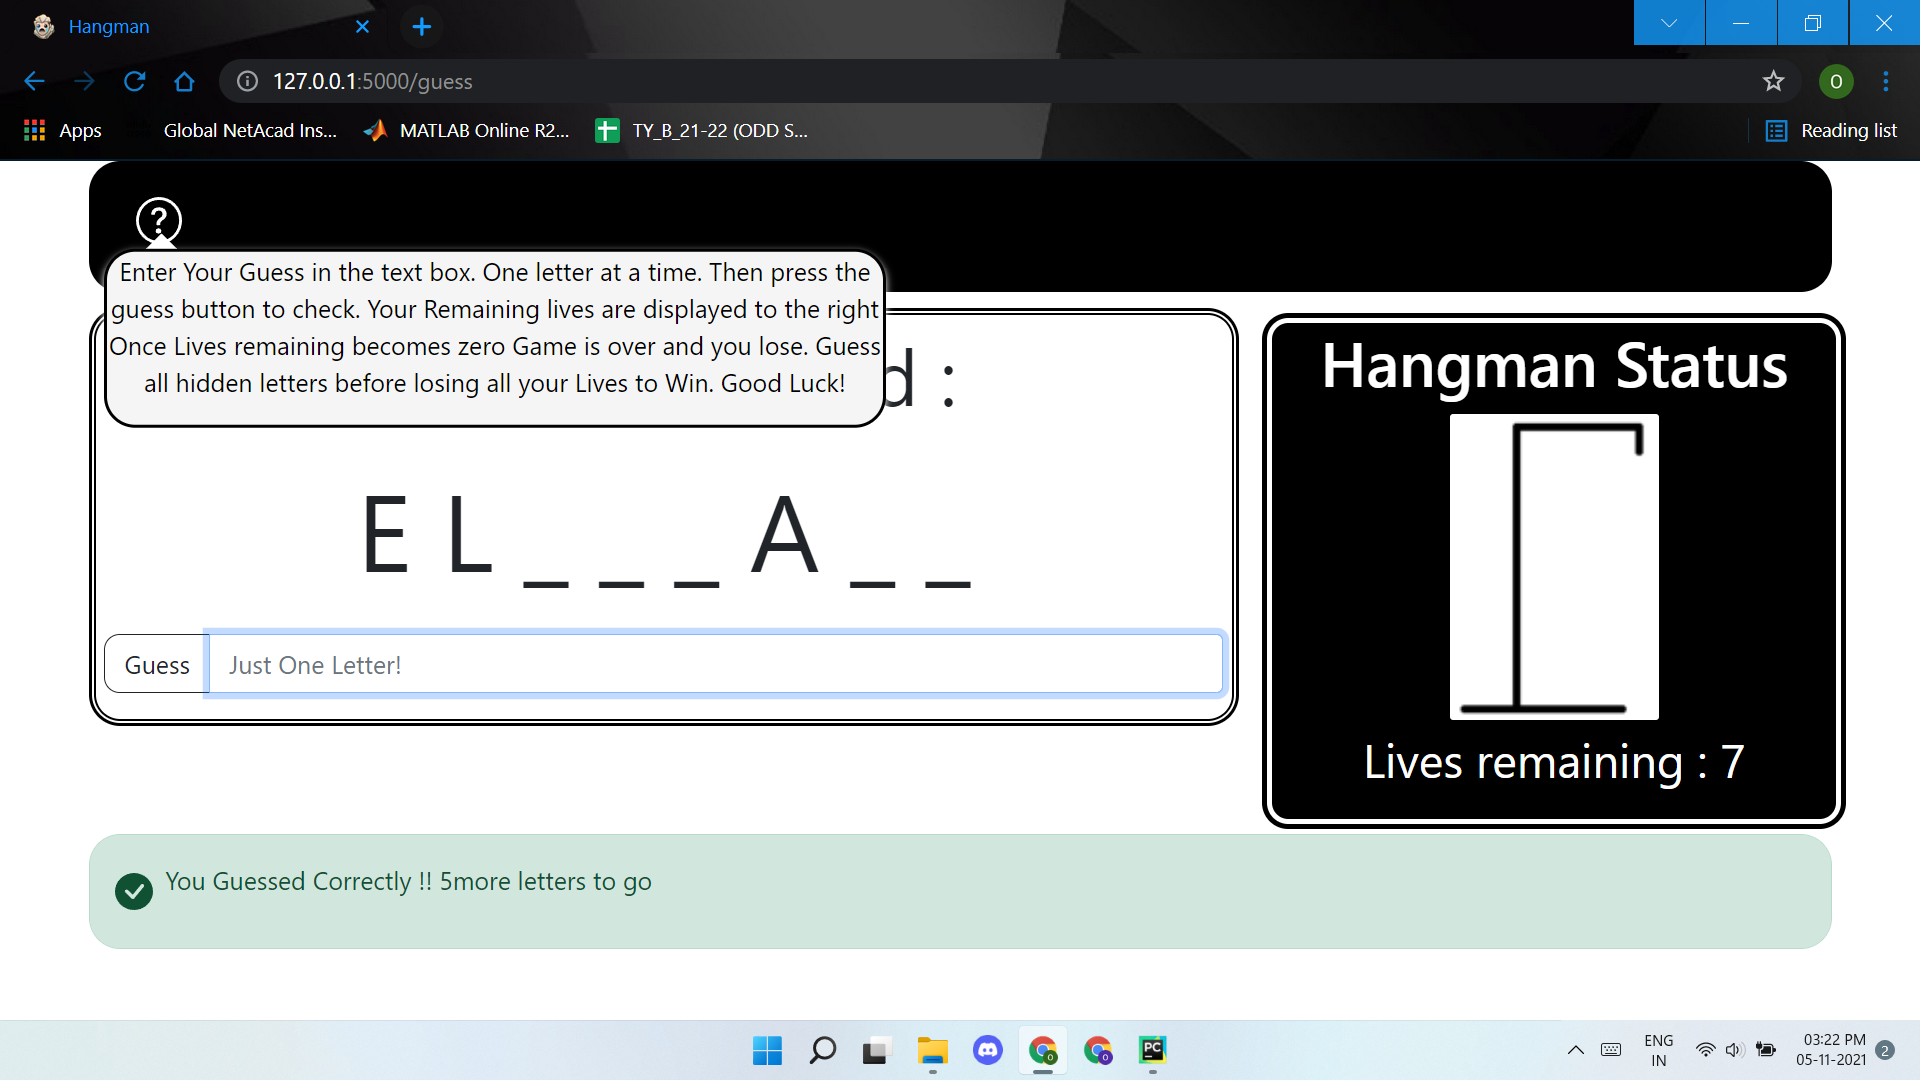 Hangman
127.0.0.1:5000/guess
O
Apps
Global NetAcad Ins...
MATLAB Online R2...
TY_B_21-22 (ODD S...
Reading list
?
Enter Your Guess in the text box. One letter at a time. Then press the
guess button to check. Your Remaining lives are displayed to the right
Once Lives remaining becomes zero Game is over and you lose. Guess
all hidden letters before losing all your Lives to Win. Good Luck!
d :
E L _ _ _ A _ _
Guess
Just One Letter!
Hangman Status
Lives remaining : 7
You Guessed Correctly !! 5more letters to go
PC
ENG
IN
03:22 PM
05-11-2021
2